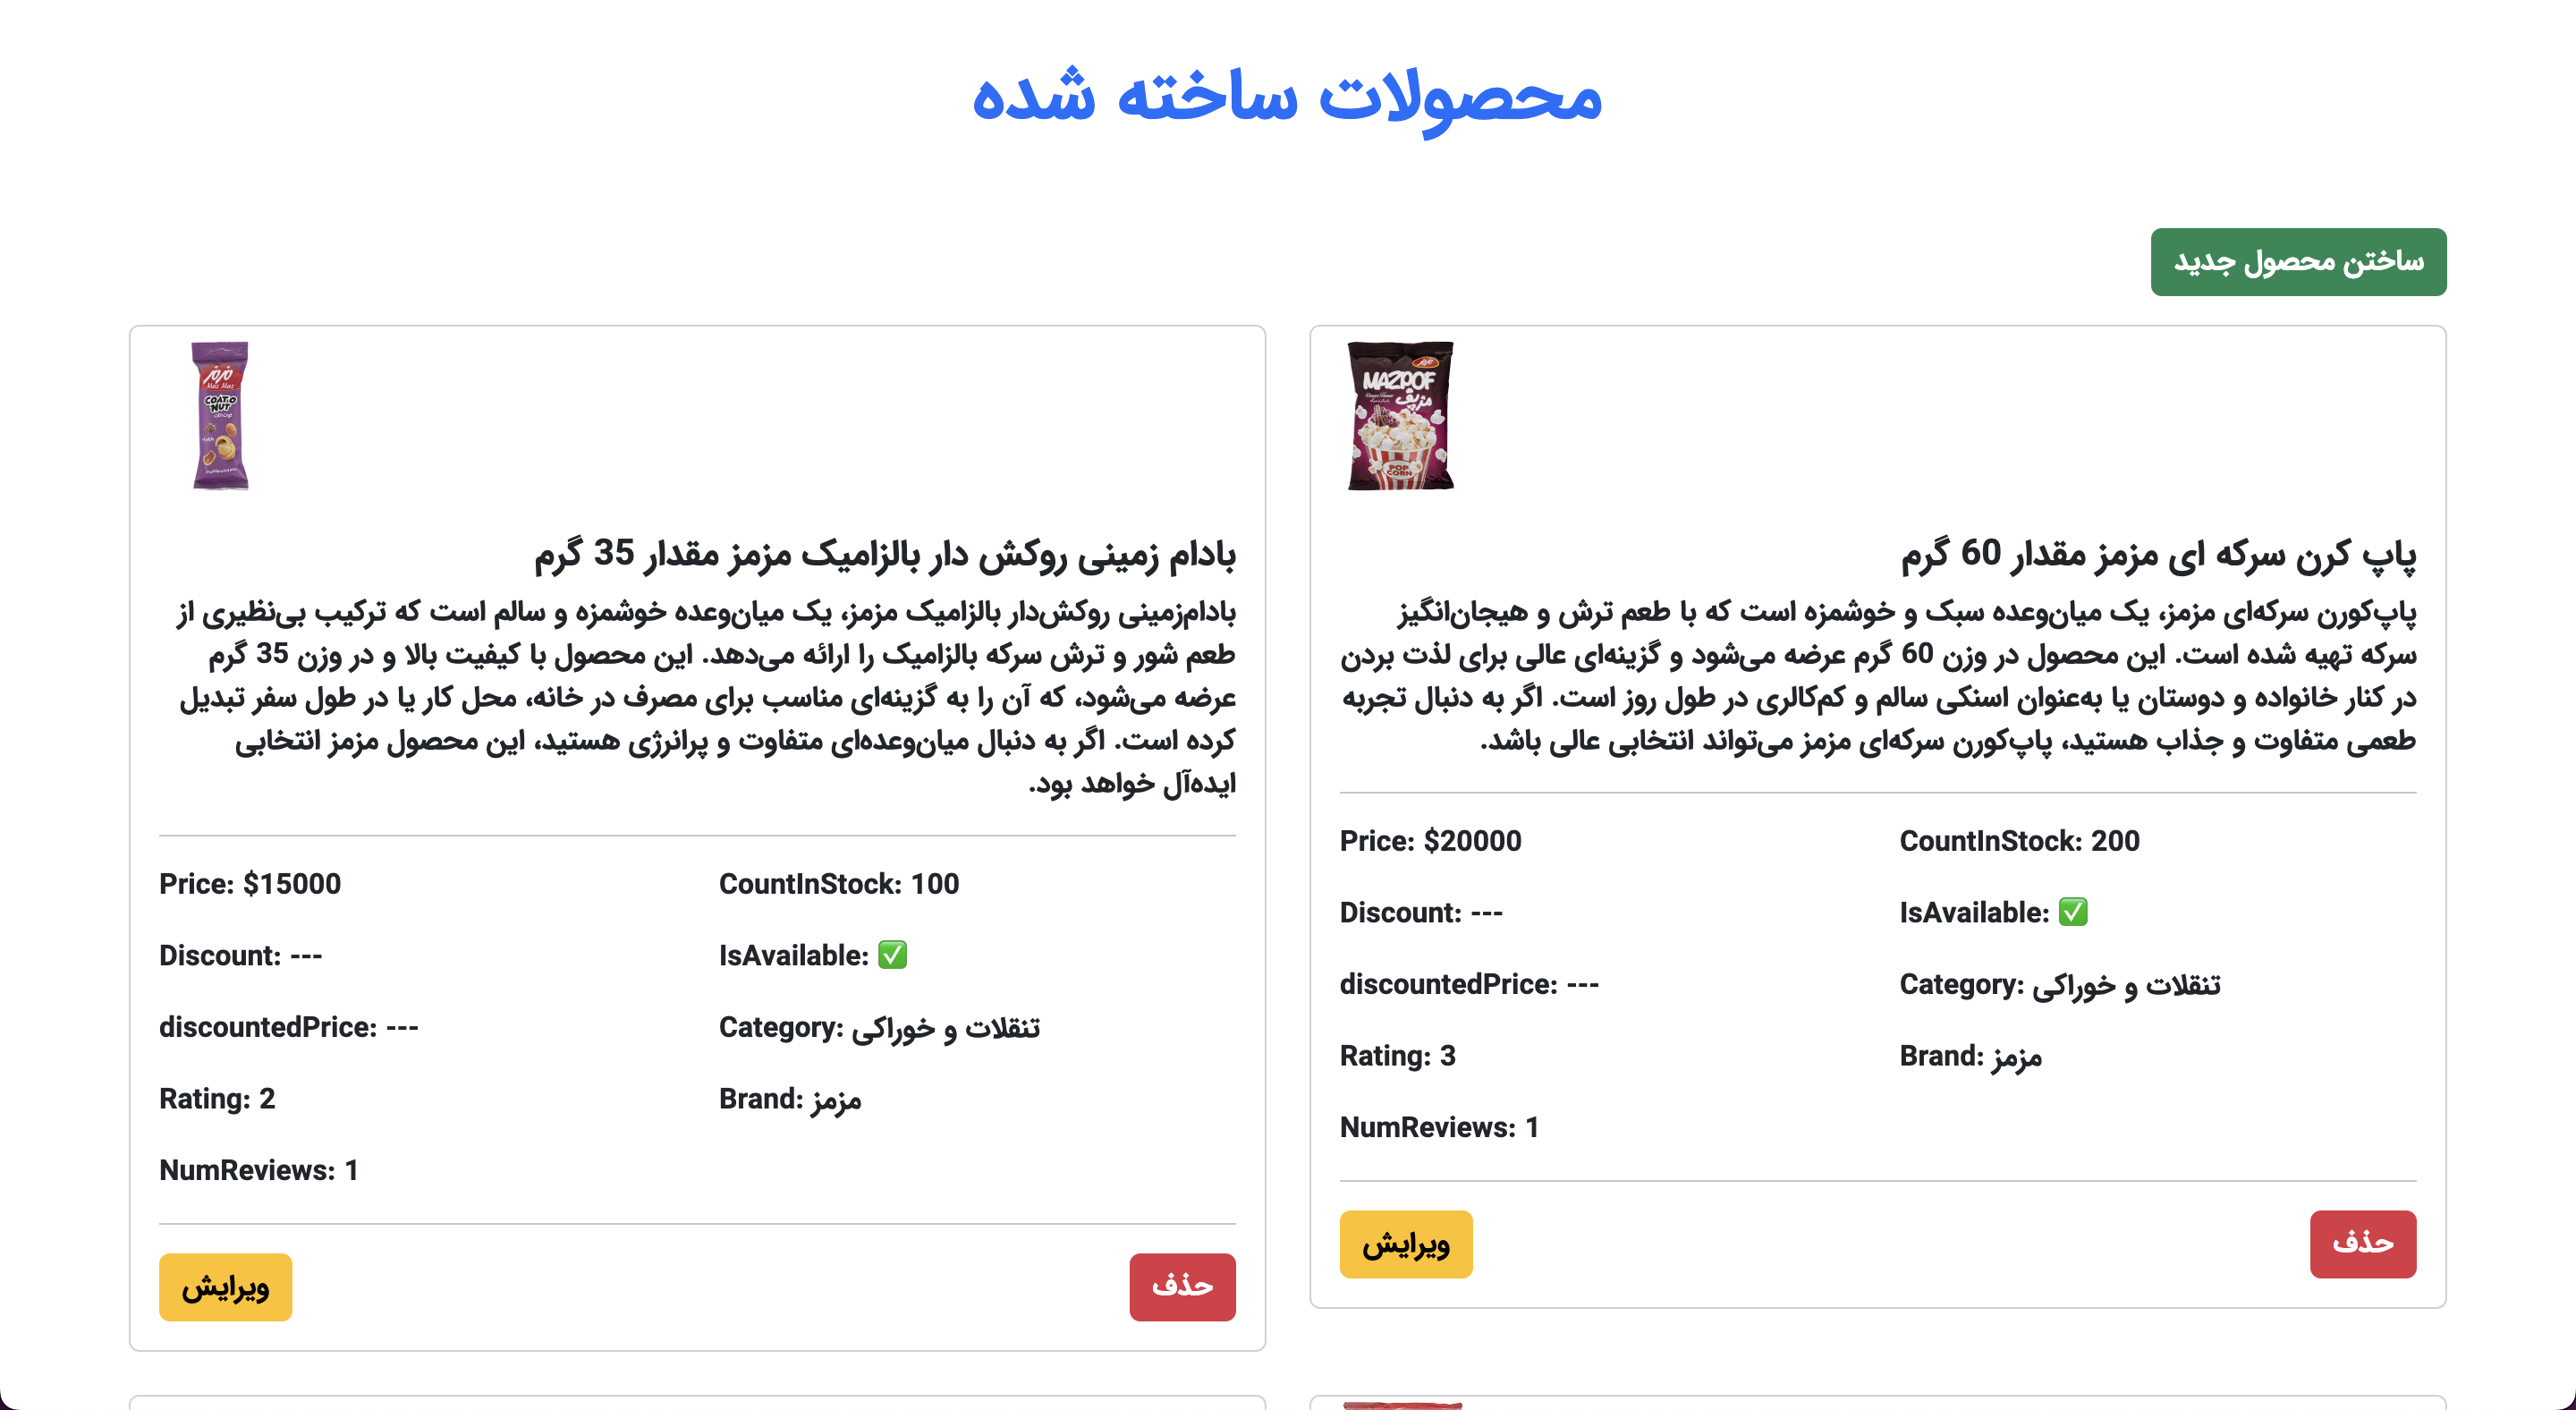 محصولات ساخته شده
ساختن محصول جدید
مزمز
MAZPOF
مزپف
POP
CORN
پاپ کرن سرکه ای مزمز مقدار 60 گرم
پاپ‌کورن سرکه‌ای مزمز، یک میان‌وعده سبک و خوشمزه است که با طعم ترش و هیجان‌انگیز
سرکه تهیه شده است. این محصول در وزن 60 گرم عرضه می‌شود و گزینه‌ای عالی برای لذت بردن
در کنار خانواده و دوستان یا به‌عنوان اسنکی سالم و کم‌کالری در طول روز است. اگر به دنبال تجربه
طعمی متفاوت و جذاب هستید، پاپ‌کورن سرکه‌ای مزمز می‌تواند انتخابی عالی باشد.
Price: $20000
Discount: ---
discountedPrice: ---
Rating: 3
NumReviews: 1
CountInStock: 200
IsAvailable: ✅
Category: تنقلات و خوراکی
Brand: مزمز
ویرایش
حذف
مزمز
Maz Maz
COATO
NUT
بادام زمینی روکش دار بالزامیک مزمز مقدار 35 گرم
بادام‌زمینی روکش‌دار بالزامیک مزمز، یک میان‌وعده خوشمزه و سالم است که ترکیب بی‌نظیری از
طعم شور و ترش سرکه بالزامیک را ارائه می‌دهد. این محصول با کیفیت بالا و در وزن 35 گرم
عرضه می‌شود، که آن را به گزینه‌ای مناسب برای مصرف در خانه، محل کار یا در طول سفر تبدیل
کرده است. اگر به دنبال میان‌وعده‌ای متفاوت و پرانرژی هستید، این محصول مزمز انتخابی
ایده‌آل خواهد بود.
Price: $15000
Discount: ---
discountedPrice: ---
Rating: 2
NumReviews: 1
CountInStock: 100
IsAvailable: ✅
Category: تنقلات و خوراکی
Brand: مزمز
ویرایش
حذف